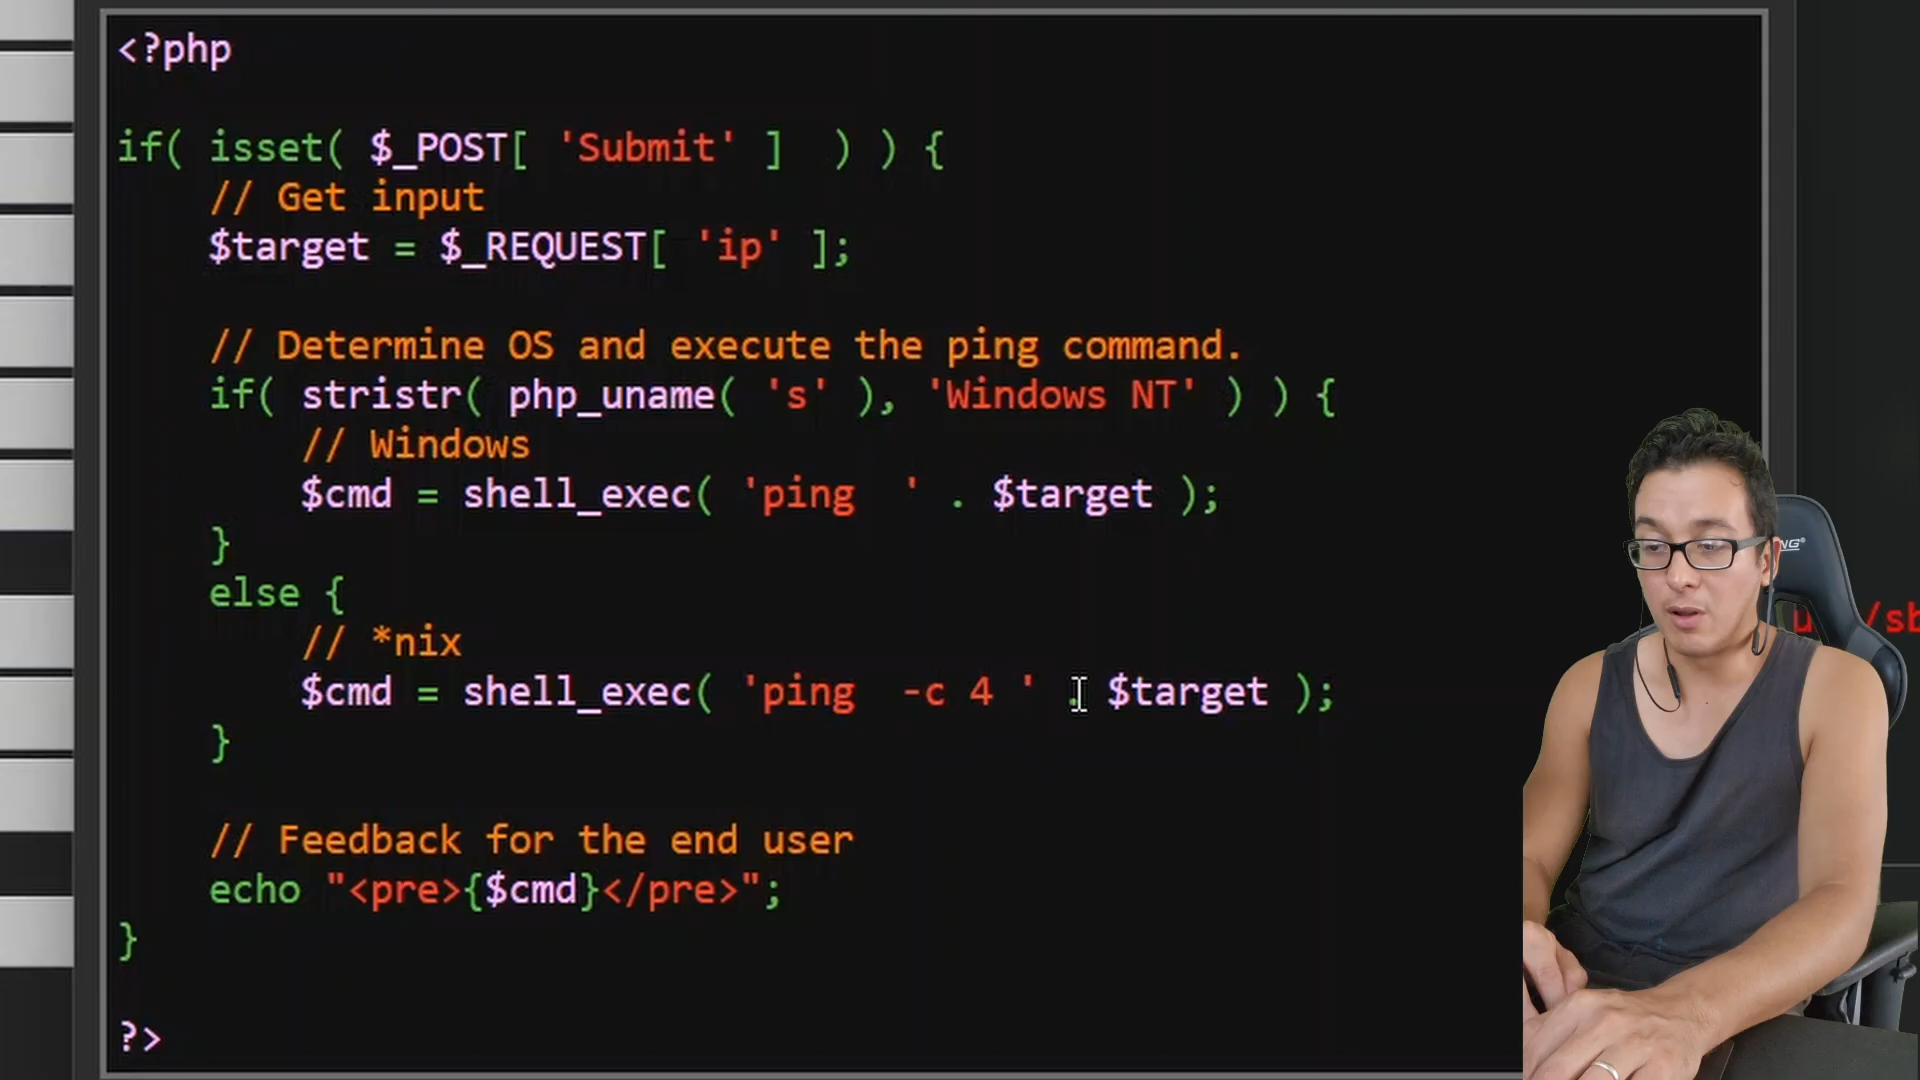 <?php
if( isset( $_POST[ 'Submit' ]  ) ) {
    // Get input
    $target = $_REQUEST[ 'ip' ];
    // Determine OS and execute the ping command.
    if( stristr( php_uname( 's' ), 'Windows NT' ) ) {
        // Windows
        $cmd = shell_exec( 'ping  ' . $target );
    }
    else {
        // *nix
        $cmd = shell_exec( 'ping  -c 4 ' . $target );
    }
    // Feedback for the end user
    echo "<pre>{$cmd}</pre>";
}
?>
NG®
/sb